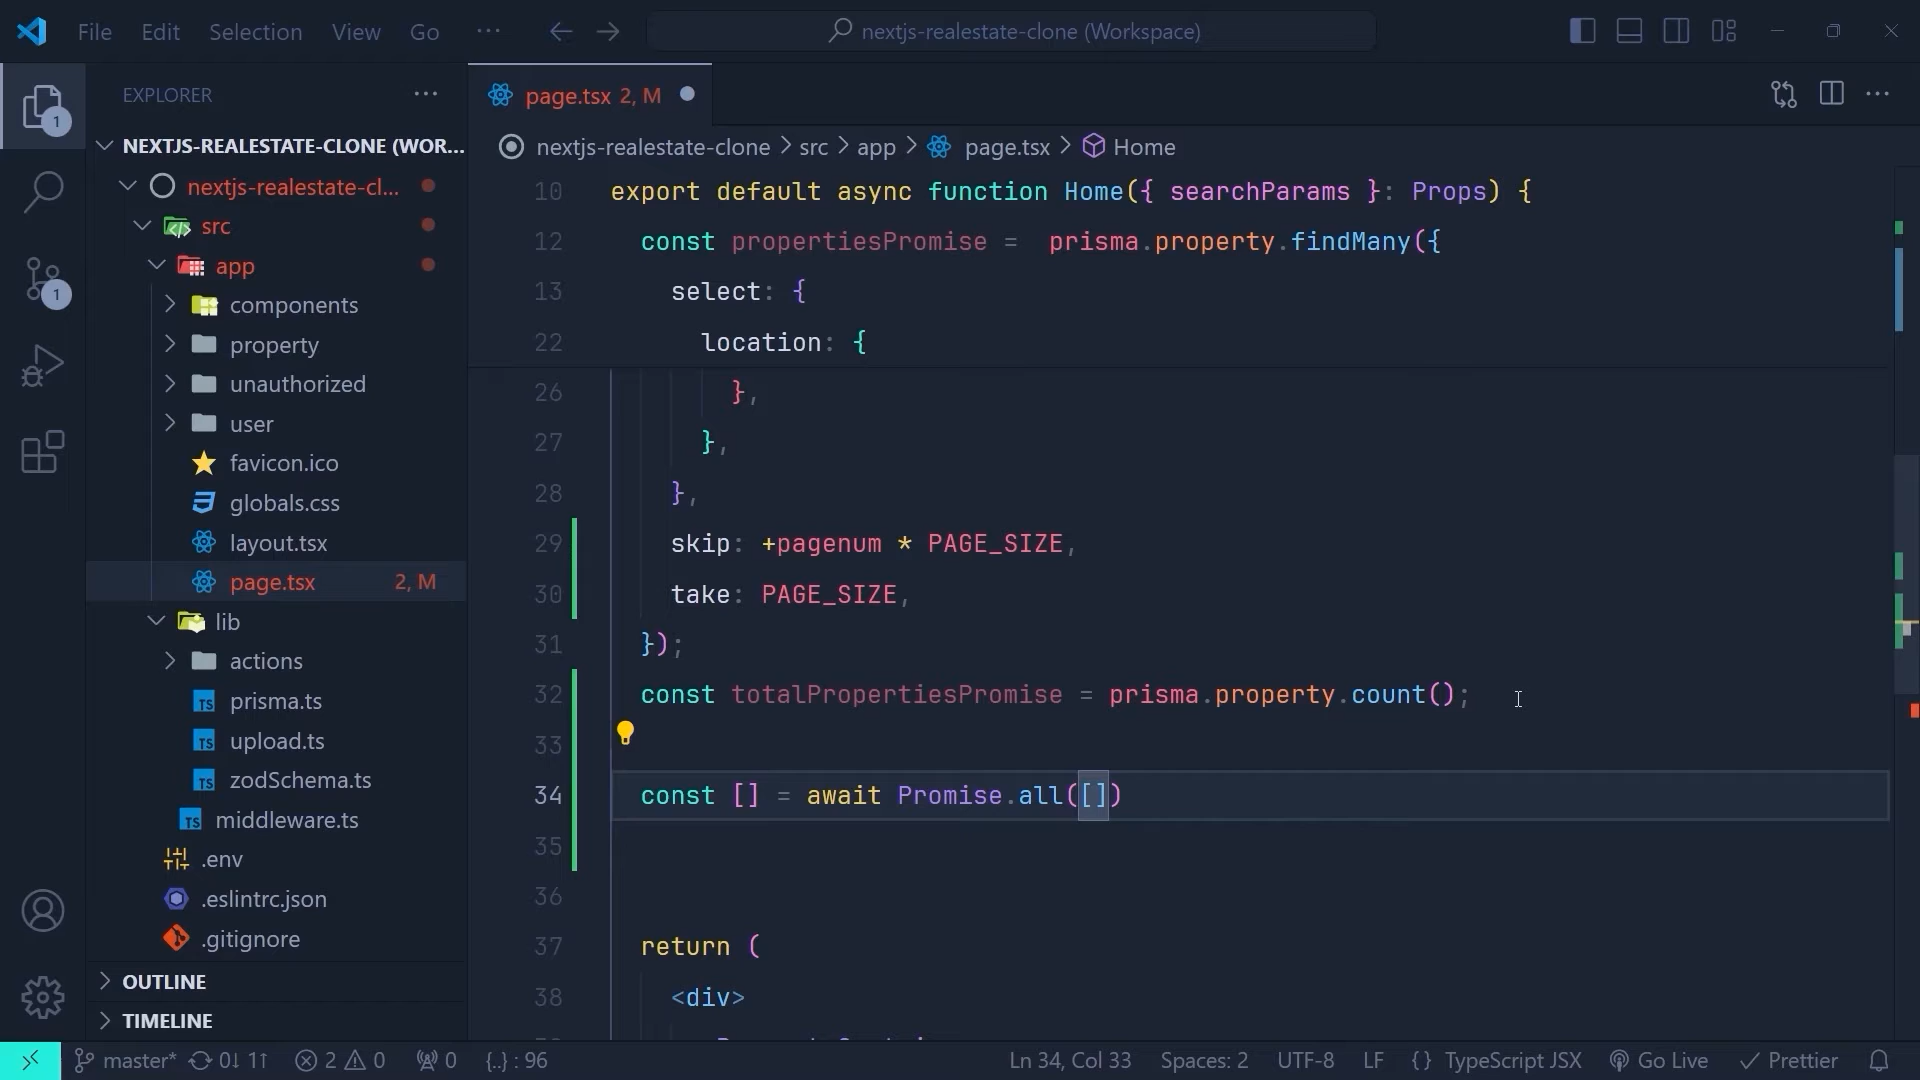 File Edit Selection View Go ···
nextjs-realestate-clone (Workspace)
EXPLORER
page.tsx 2, M
NEXTJS-REALESTATE-CLONE (WOR...
nextjs-realestate-cl...
src
app
components
property
unauthorized
user
favicon.ico
globals.css
layout.tsx
page.tsx 2, M
lib
actions
prisma.ts
upload.ts
zodSchema.ts
middleware.ts
.env
.eslintrc.json
.gitignore
OUTLINE
TIMELINE
1
1
nextjs-realestate-clone > src > app > page.tsx > Home
10 export default async function Home({ searchParams }: Props) {
12 const propertiesPromise =  prisma.property.findMany({
13 select: {
22 location: {
26 },
27 },
28 },
29 skip: +pagenum * PAGE_SIZE,
30 take: PAGE_SIZE,
31 });
32 const totalPropertiesPromise = prisma.property.count();
33
34 const [] = await Promise.all([])
35
36
37 return (
38 <div>
master* 0↓ 1↑ 2 0 0 {..} : 96 Ln 34, Col 33 Spaces: 2 UTF-8 LF {} TypeScript JSX Go Live Prettier